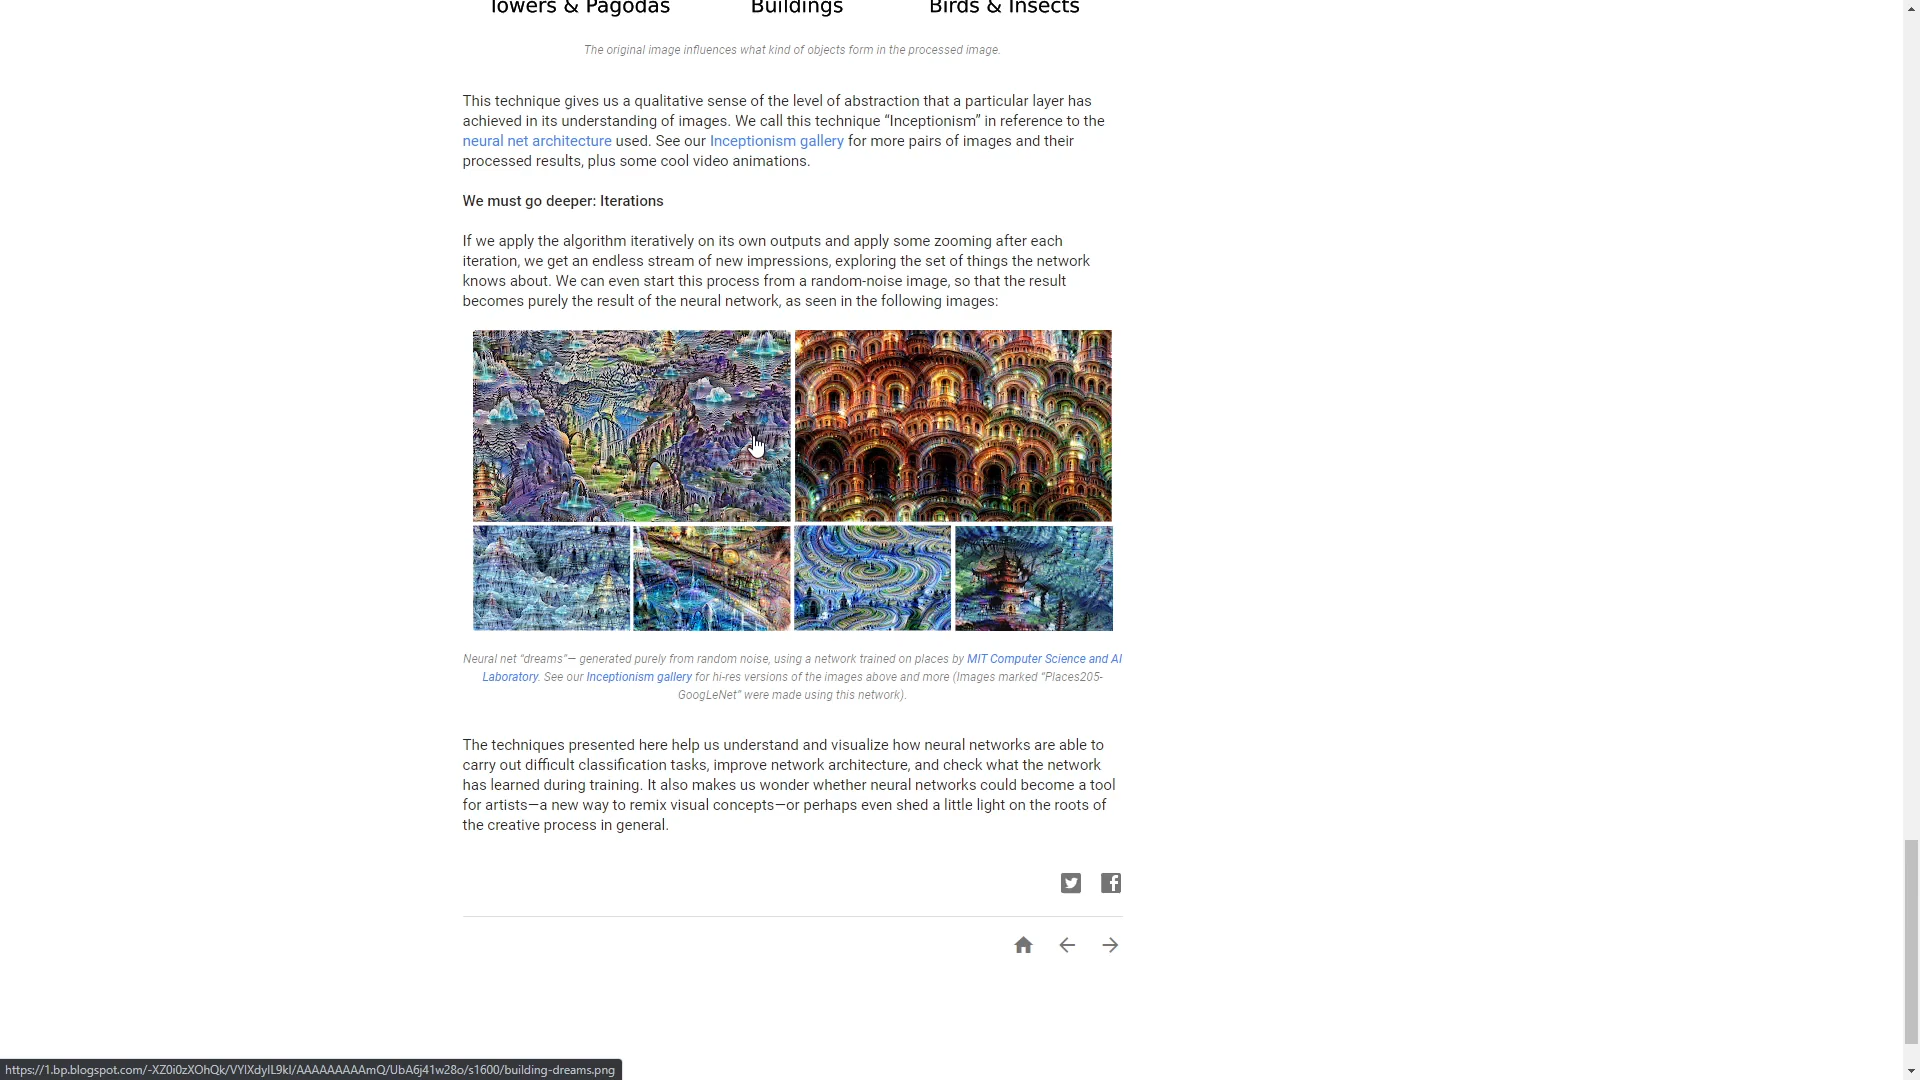 Towers & Pagodas Buildings Birds & Insects
The original image influences what kind of objects form in the processed image.
This technique gives us a qualitative sense of the level of abstraction that a particular layer has
achieved in its understanding of images. We call this technique “Inceptionism” in reference to the
neural net architecture used. See our Inceptionism gallery for more pairs of images and their
processed results, plus some cool video animations.
We must go deeper: Iterations
If we apply the algorithm iteratively on its own outputs and apply some zooming after each
iteration, we get an endless stream of new impressions, exploring the set of things the network
knows about. We can even start this process from a random-noise image, so that the result
becomes purely the result of the neural network, as seen in the following images:
Neural net “dreams”— generated purely from random noise, using a network trained on places by MIT Computer Science and AI
Laboratory. See our Inceptionism gallery for hi-res versions of the images above and more (Images marked “Places205-
GoogLeNet” were made using this network).
The techniques presented here help us understand and visualize how neural networks are able to
carry out difficult classification tasks, improve network architecture, and check what the network
has learned during training. It also makes us wonder whether neural networks could become a tool
for artists—a new way to remix visual concepts—or perhaps even shed a little light on the roots of
the creative process in general.
https://1.bp.blogspot.com/-XZ0i0zXOhQk/VYIXdyIL9kI/AAAAAAAAAmQ/UbA6j41w28o/s1600/building-dreams.png